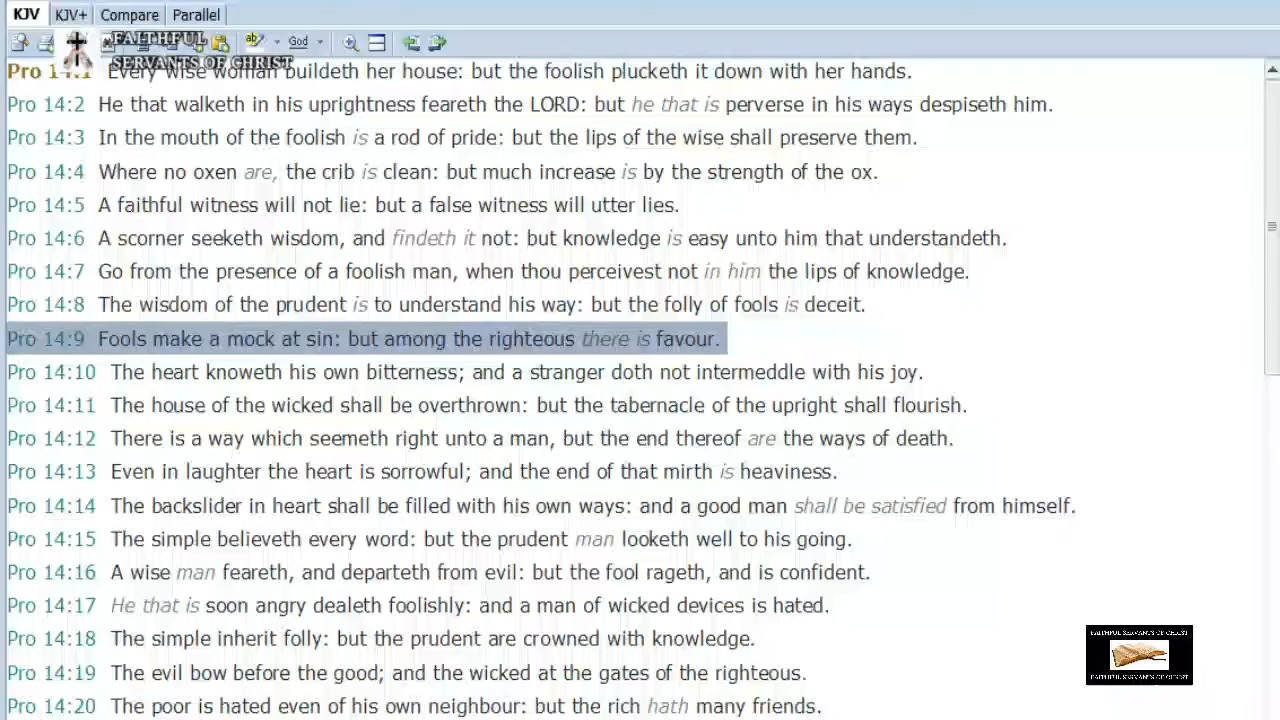 KJV KJV+ Compare Parallel
FAITHFUL
SERVANTS OF CHRIST
God
Pro 14:1 Every wise woman buildeth her house: but the foolish plucketh it down with her hands.
Pro 14:2 He that walketh in his uprightness feareth the LORD: but he that is perverse in his ways despiseth him.
Pro 14:3 In the mouth of the foolish is a rod of pride: but the lips of the wise shall preserve them.
Pro 14:4 Where no oxen are, the crib is clean: but much increase is by the strength of the ox.
Pro 14:5 A faithful witness will not lie: but a false witness will utter lies.
Pro 14:6 A scorner seeketh wisdom, and findeth it not: but knowledge is easy unto him that understandeth.
Pro 14:7 Go from the presence of a foolish man, when thou perceivest not in him the lips of knowledge.
Pro 14:8 The wisdom of the prudent is to understand his way: but the folly of fools is deceit.
Pro 14:9 Fools make a mock at sin: but among the righteous there is favour.
Pro 14:10 The heart knoweth his own bitterness; and a stranger doth not intermeddle with his joy.
Pro 14:11 The house of the wicked shall be overthrown: but the tabernacle of the upright shall flourish.
Pro 14:12 There is a way which seemeth right unto a man, but the end thereof are the ways of death.
Pro 14:13 Even in laughter the heart is sorrowful; and the end of that mirth is heaviness.
Pro 14:14 The backslider in heart shall be filled with his own ways: and a good man shall be satisfied from himself.
Pro 14:15 The simple believeth every word: but the prudent man looketh well to his going.
Pro 14:16 A wise man feareth, and departeth from evil: but the fool rageth, and is confident.
Pro 14:17 He that is soon angry dealeth foolishly: and a man of wicked devices is hated.
Pro 14:18 The simple inherit folly: but the prudent are crowned with knowledge.
Pro 14:19 The evil bow before the good; and the wicked at the gates of the righteous.
Pro 14:20 The poor is hated even of his own neighbour: but the rich hath many friends.
FAITHFUL SERVANTS OF CHRIST
FAITHFUL SERVANTS OF CHRIST